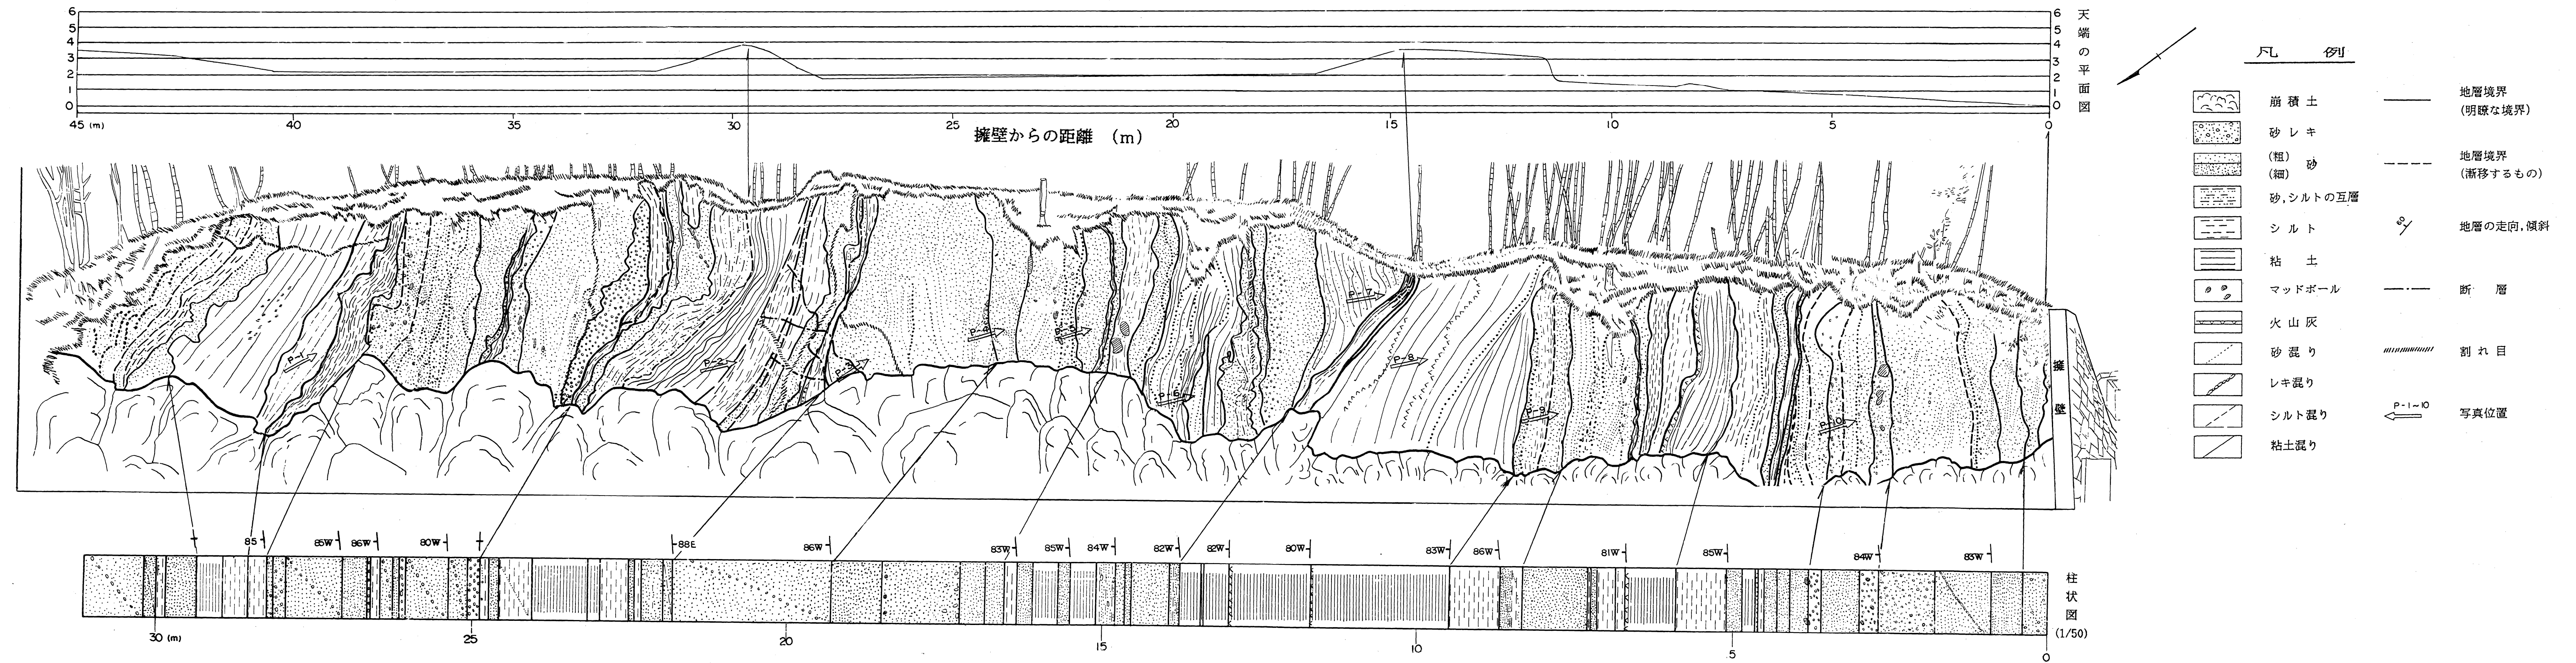 6
5
4
3
2
1
0
6
5
4
3
2
1
0
天端の平面図
45 (m) 40 35 30 25 20 15 10 5 0
擁壁からの距離 (m)
P-1
P-2
P-3
P-4
P-5
P-6
P-7
P-8
P-9
P-10
擁壁
85 85W 86W 80W 88E 86W 83W 85W 84W 82W 82W 80W 83W 86W 81W 85W 84W 83W
30 (m) 25 20 15 10 5 0
柱状図
(1/50)
凡 例
崩積土
砂レキ
(粗)
(細) 砂
砂,シルトの互層
シルト
粘土
マッドボール
火山灰
砂混り
レキ混り
シルト混り
粘土混り
地層境界
(明瞭な境界)
地層境界
(漸移するもの)
地層の走向,傾斜
断層
割れ目
P-1~10
写真位置